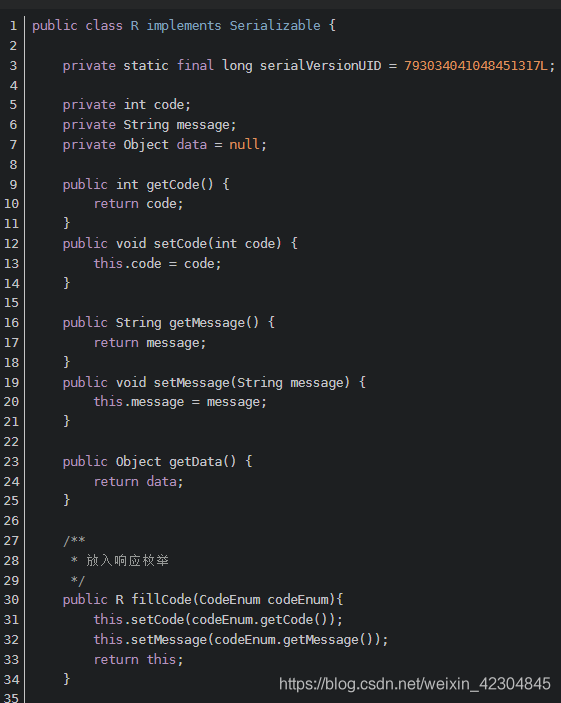 1 public class R implements Serializable {
2
3     private static final long serialVersionUID = 793034041048451317L;
4
5     private int code;
6     private String message;
7     private Object data = null;
8
9     public int getCode() {
10         return code;
11     }
12     public void setCode(int code) {
13         this.code = code;
14     }
15
16     public String getMessage() {
17         return message;
18     }
19     public void setMessage(String message) {
20         this.message = message;
21     }
22
23     public Object getData() {
24         return data;
25     }
26
27     /**
28      * 放入响应枚举
29      */
30     public R fillCode(CodeEnum codeEnum){
31         this.setCode(codeEnum.getCode());
32         this.setMessage(codeEnum.getMessage());
33         return this;
34     }
https://blog.csdn.net/weixin_42304845
35